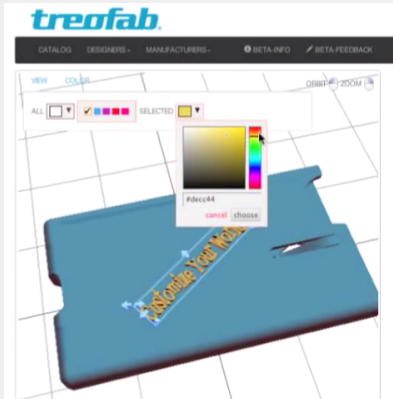 treofab.
CATALOG DESIGNERS MANUFACTURERS BETA-INFO BETA-FEEDBACK
VIEW COLOR ORBIT ZOOM
ALL SELECTED
#decc44
cancel choose
Customize Your World